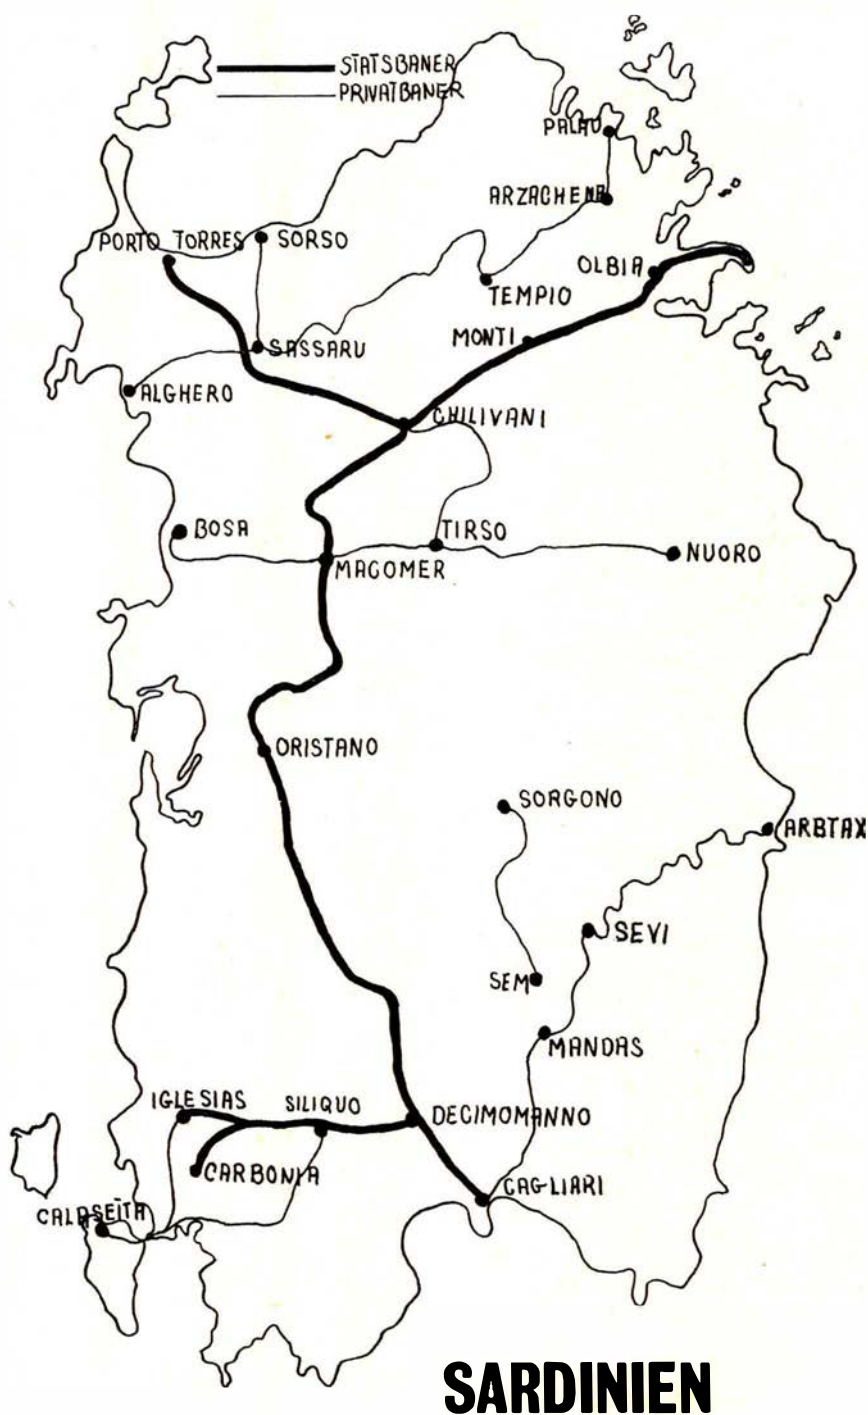 STATSBANER
PRIVATBANER
PALAU
ARZACHENA
PORTO TORRES
SORSO
OLBIA
TEMPIO
MONTI
SASSARU
ALGHERO
CHILIVANI
BOSA
TIRSO
MACOMER
NUORO
ORISTANO
SORGONO
ARBTAX
SEVI
SEM
MANDAS
IGLESIAS
SILIQUO
DECIMOMANNO
CARBONIA
CAGLIARI
CALASEÏTA
SARDINIEN